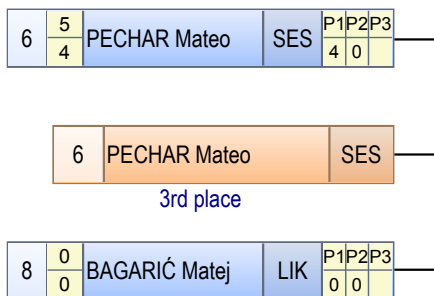 6 5 4 PECHAR Mateo SES P1 P2 P3 4 0
6 PECHAR Mateo SES
3rd place
8 0 0 BAGARIĆ Matej LIK P1 P2 P3 0 0